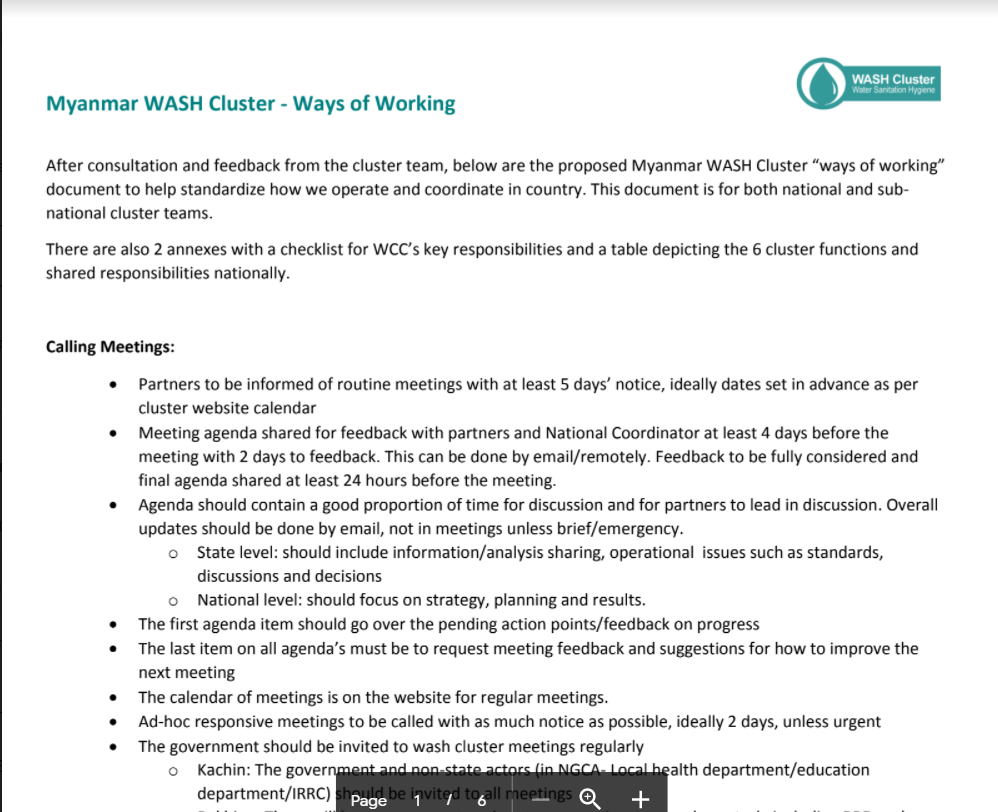 WASH Cluster
Water Sanitation Hygiene
Myanmar WASH Cluster - Ways of Working
After consultation and feedback from the cluster team, below are the proposed Myanmar WASH Cluster “ways of working”
document to help standardize how we operate and coordinate in country. This document is for both national and sub-
national cluster teams.
There are also 2 annexes with a checklist for WCC’s key responsibilities and a table depicting the 6 cluster functions and
shared responsibilities nationally.
Calling Meetings:
• Partners to be informed of routine meetings with at least 5 days’ notice, ideally dates set in advance as per
cluster website calendar
• Meeting agenda shared for feedback with partners and National Coordinator at least 4 days before the
meeting with 2 days to feedback. This can be done by email/remotely. Feedback to be fully considered and
final agenda shared at least 24 hours before the meeting.
• Agenda should contain a good proportion of time for discussion and for partners to lead in discussion. Overall
updates should be done by email, not in meetings unless brief/emergency.
o State level: should include information/analysis sharing, operational issues such as standards,
discussions and decisions
o National level: should focus on strategy, planning and results.
• The first agenda item should go over the pending action points/feedback on progress
• The last item on all agenda’s must be to request meeting feedback and suggestions for how to improve the
next meeting
• The calendar of meetings is on the website for regular meetings.
• Ad-hoc responsive meetings to be called with as much notice as possible, ideally 2 days, unless urgent
• The government should be invited to wash cluster meetings regularly
o Kachin: The government and non-state actors (in NGCA- Local health department/education
department/IRRC) should be invited to all meetings
Page 1 / 6